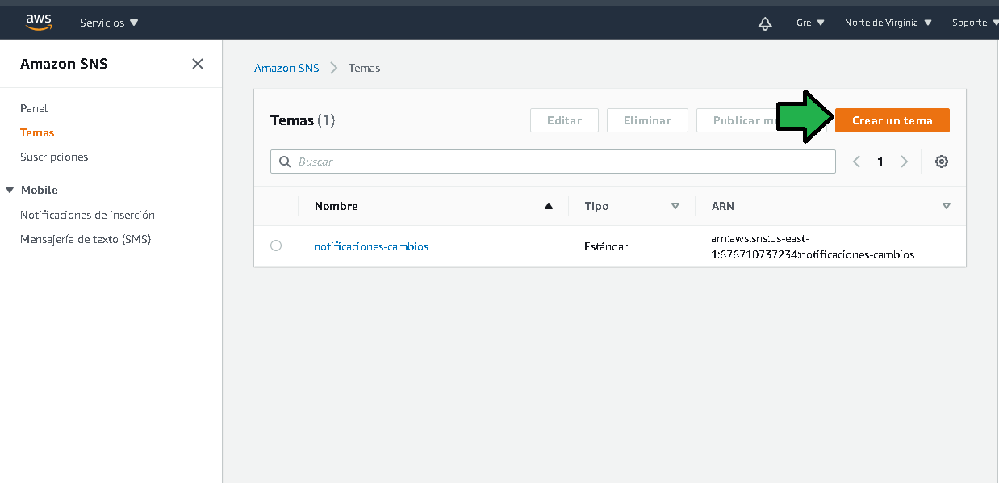 aws
Servicios
Gre
Norte de Virginia
Soporte
Amazon SNS
Panel
Temas
Suscripciones
Mobile
Notificaciones de inserción
Mensajería de texto (SMS)
Amazon SNS
Temas
Temas (1)
Editar
Eliminar
Publicar
Crear un tema
Buscar
1
Nombre
Tipo
ARN
notificaciones-cambios
Estándar
arn:aws:sns:us-east-
1:676710737234:notificaciones-cambios